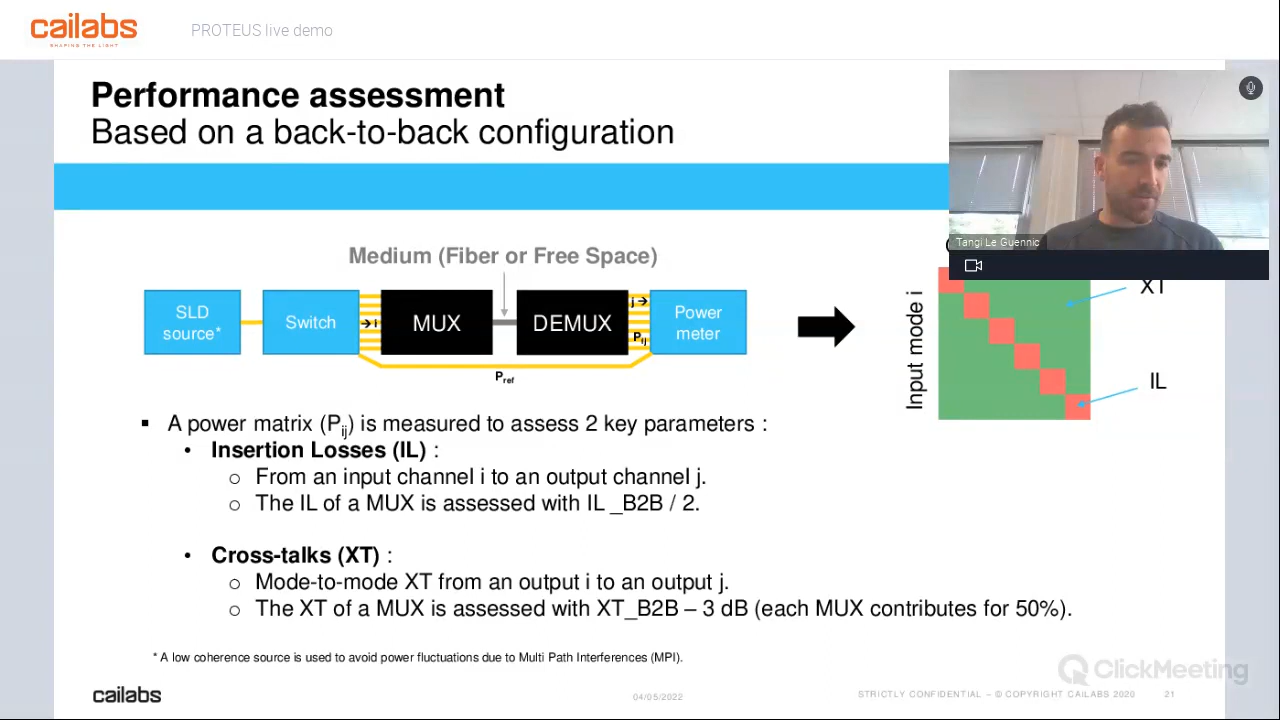 cailabs
SHAPING THE LIGHT
PROTEUS live demo
Performance assessment
Based on a back-to-back configuration
Tangi Le Guennic
Medium (Fiber or Free Space)
SLD
source*
Switch
→ i
MUX
DEMUX
j →
Pij
Power
meter
Pref
Input mode i
XT
IL
▪ A power matrix (Pij) is measured to assess 2 key parameters :
• Insertion Losses (IL) :
o From an input channel i to an output channel j.
o The IL of a MUX is assessed with IL _B2B / 2.
• Cross-talks (XT) :
o Mode-to-mode XT from an output i to an output j.
o The XT of a MUX is assessed with XT_B2B – 3 dB (each MUX contributes for 50%).
* A low coherence source is used to avoid power fluctuations due to Multi Path Interferences (MPI).
ClickMeeting
cailabs
04/05/2022
STRICTLY CONFIDENTIAL – © COPYRIGHT CAILABS 2020
21